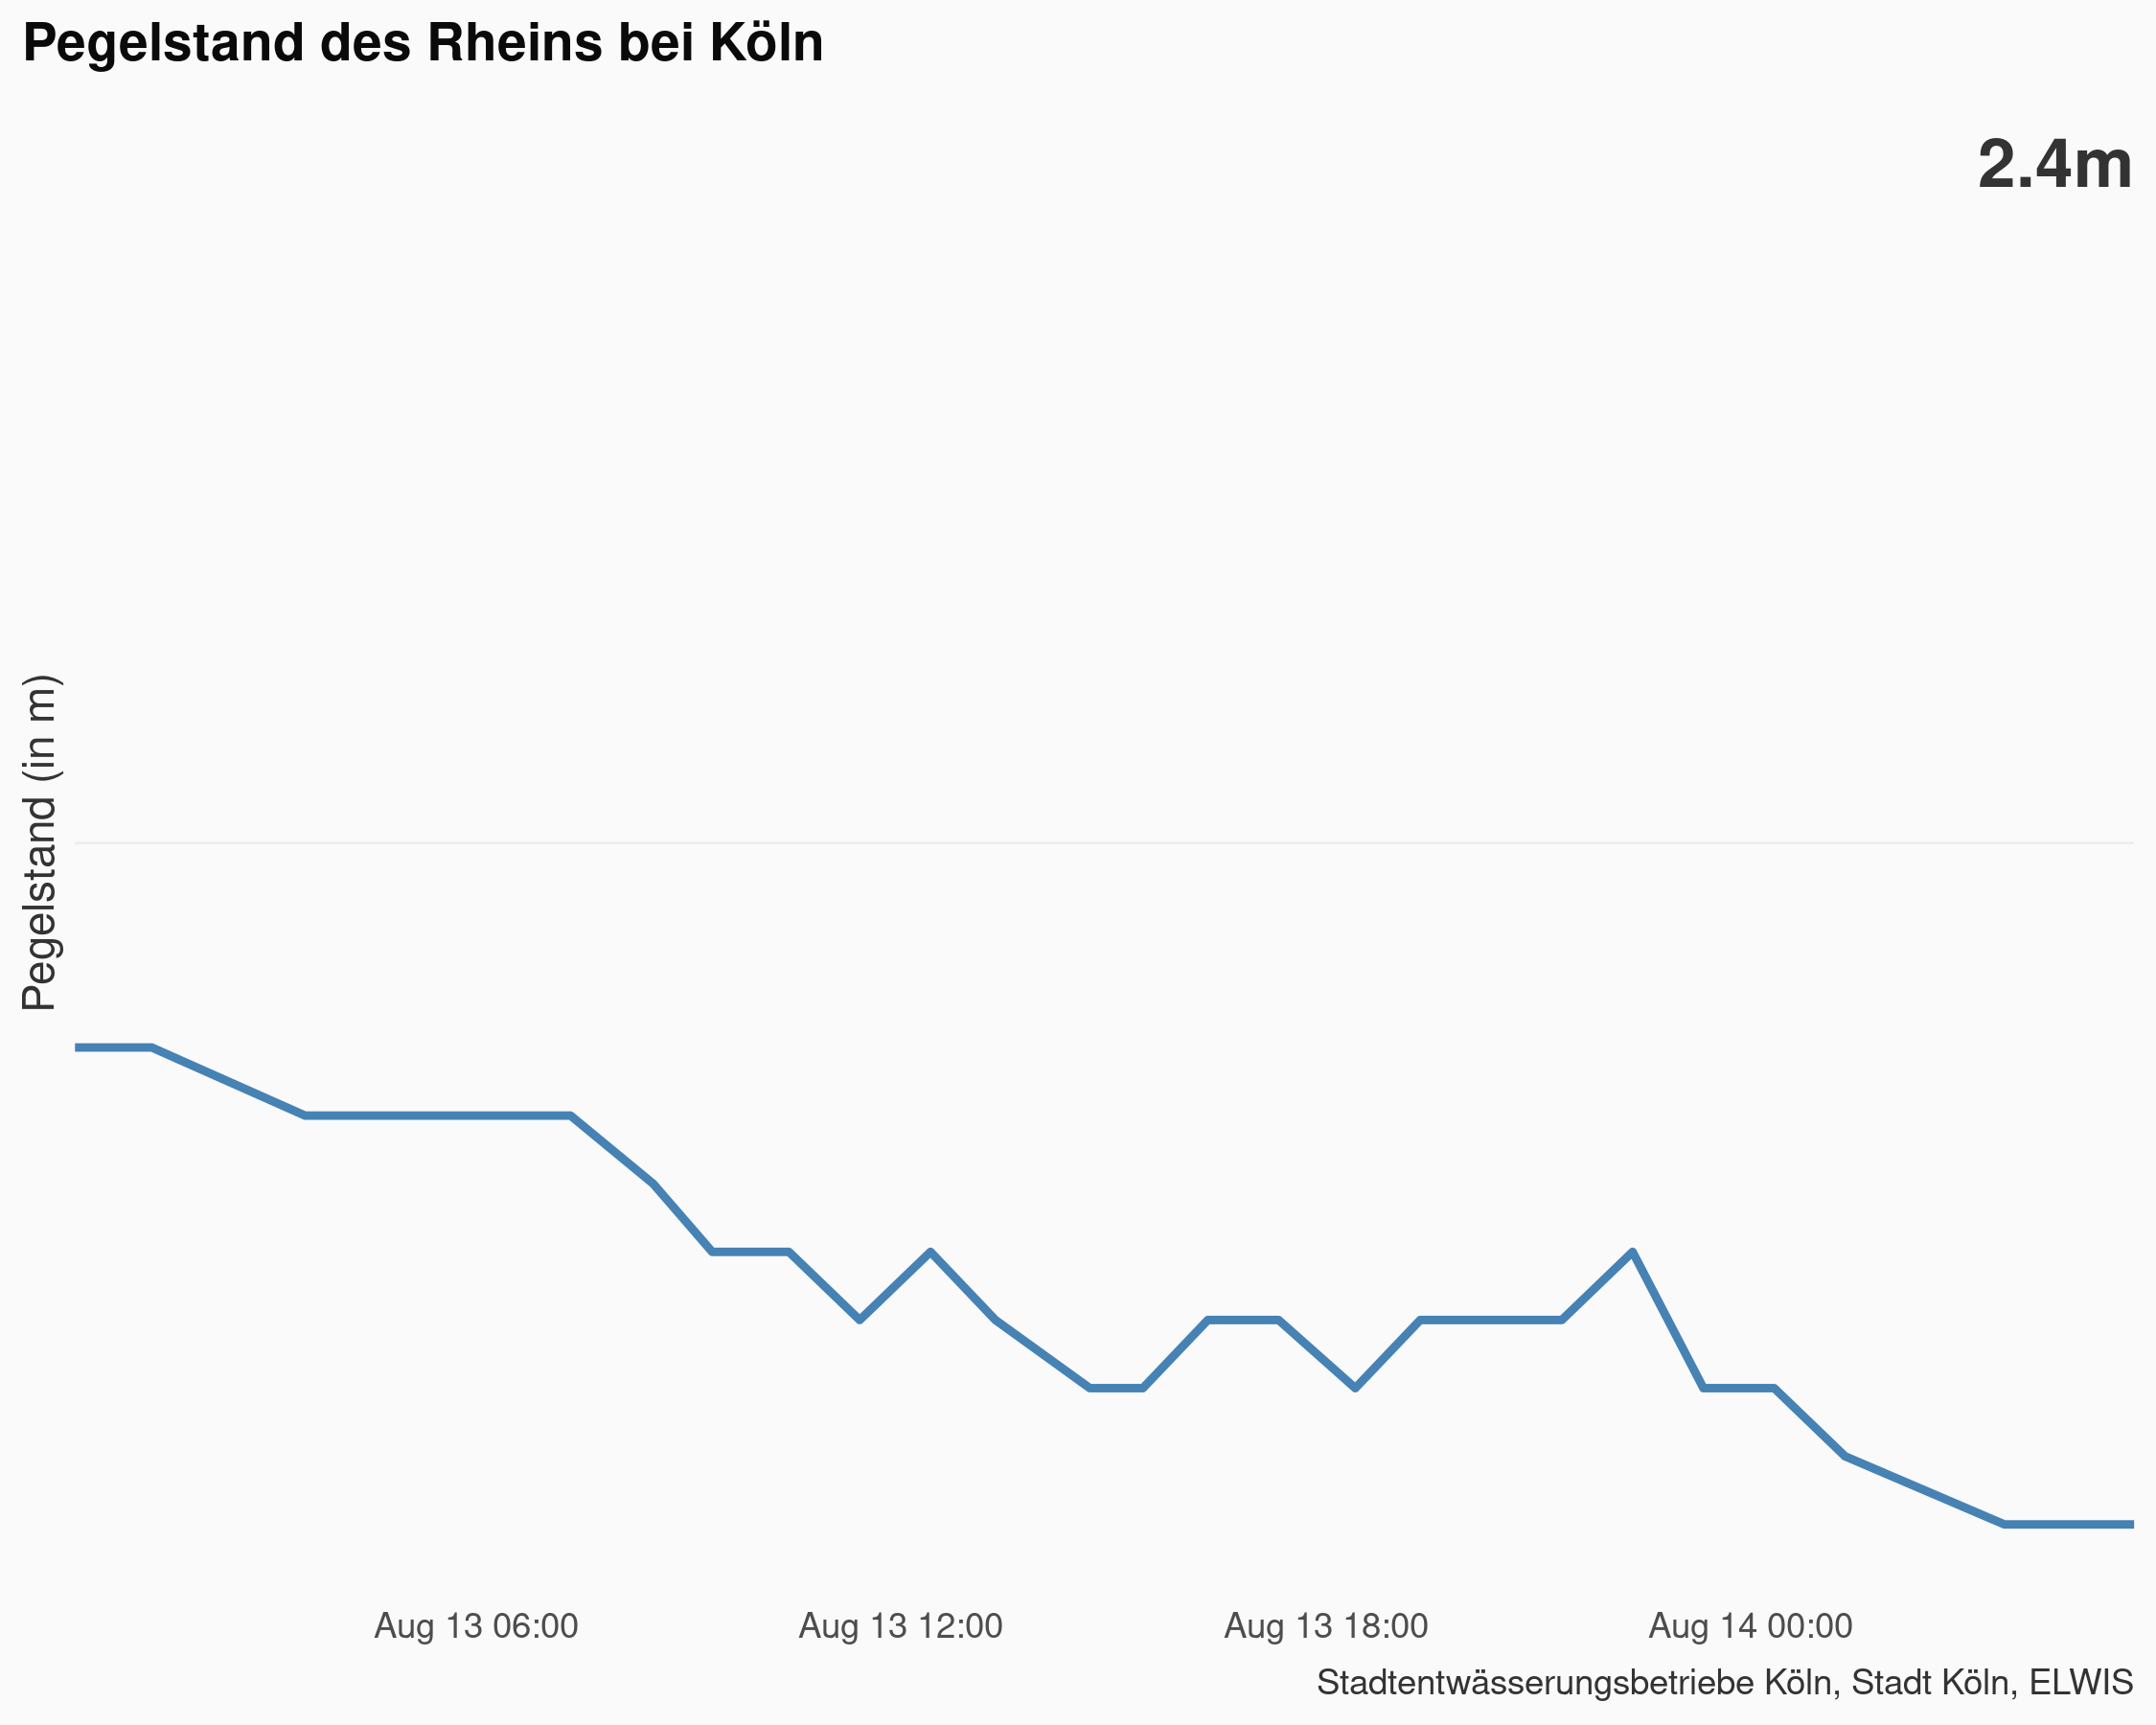 Pegelstand des Rheins bei Köln
2.4m
Pegelstand (in m)
Aug 13 06:00
Aug 13 12:00
Aug 13 18:00
Aug 14 00:00
Stadtentwässerungsbetriebe Köln, Stadt Köln, ELWIS